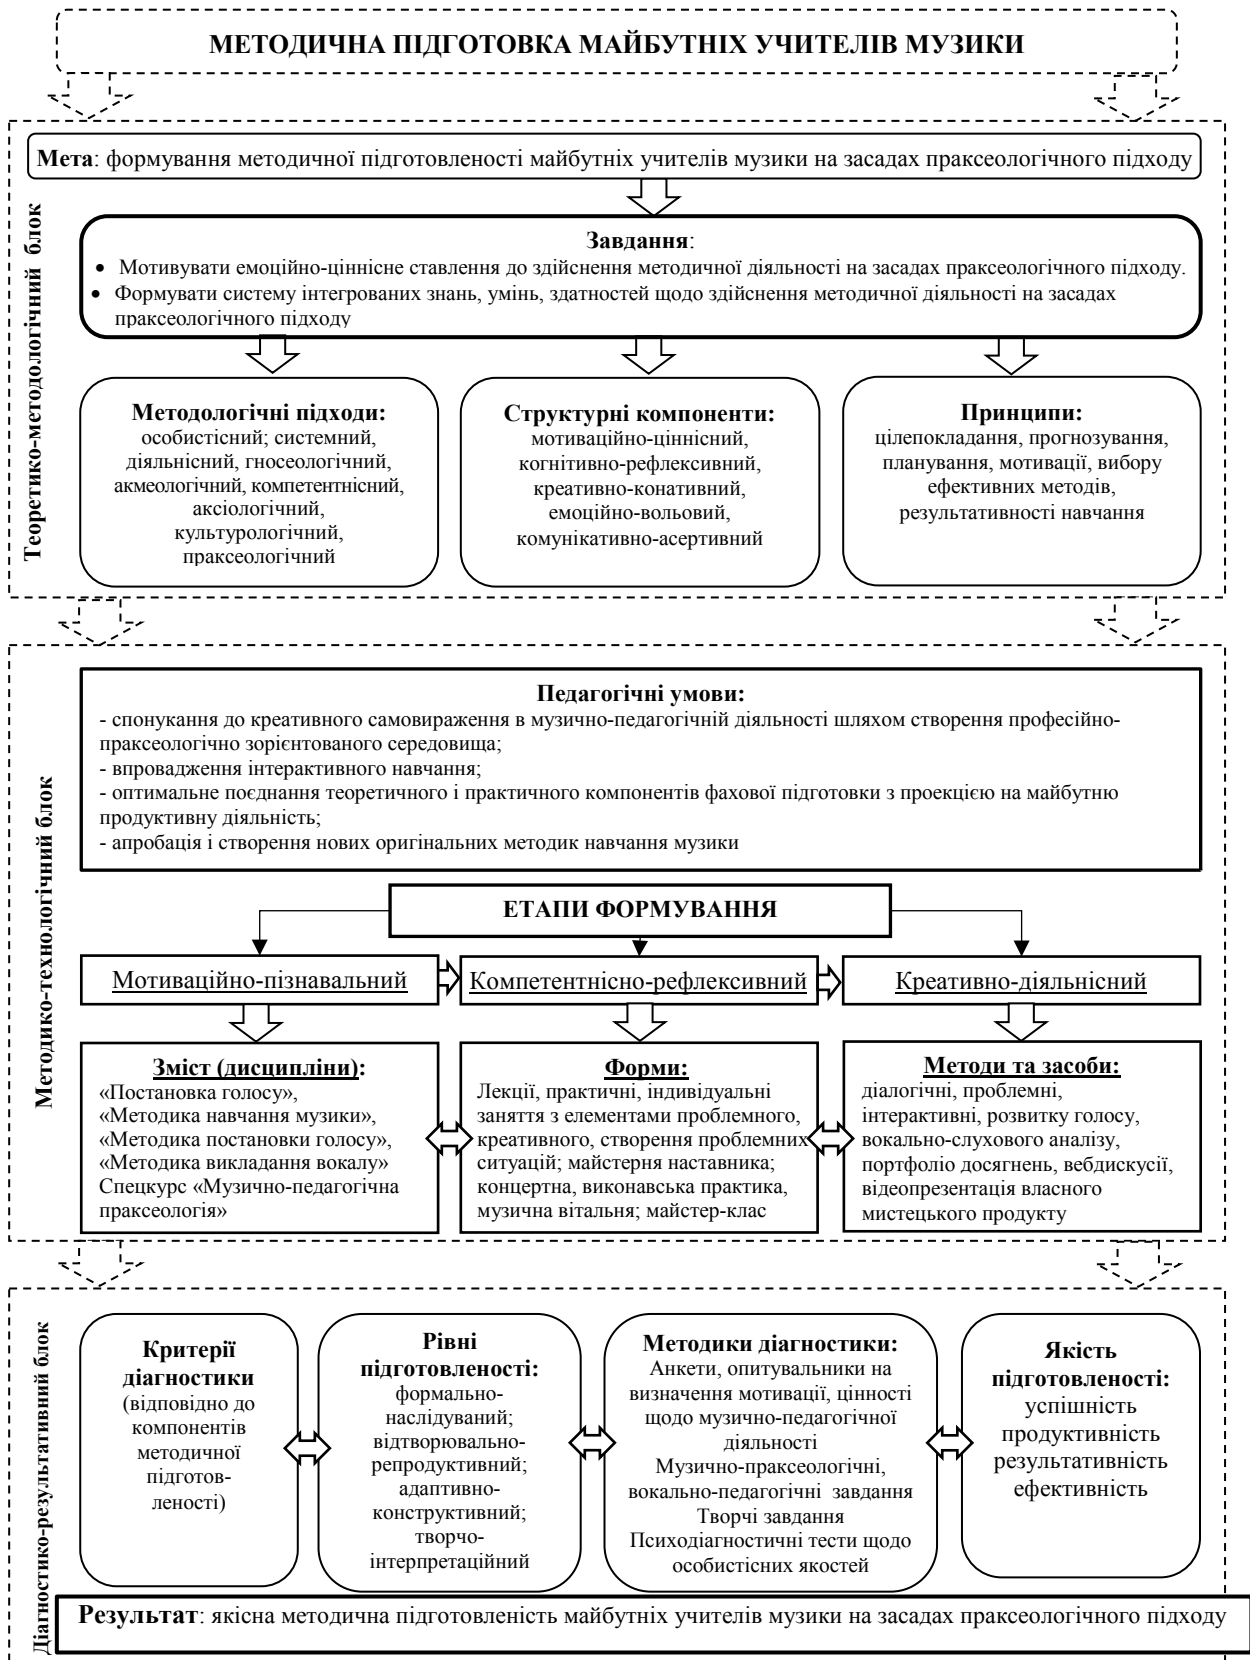 МЕТОДИЧНА ПІДГОТОВКА МАЙБУТНІХ УЧИТЕЛІВ МУЗИКИ
Теоретико-методологічний блок
Мета: формування методичної підготовленості майбутніх учителів музики на засадах праксеологічного підходу
Завдання:
• Мотивувати емоційно-ціннісне ставлення до здійснення методичної діяльності на засадах праксеологічного підходу.
• Формувати систему інтегрованих знань, умінь, здатностей щодо здійснення методичної діяльності на засадах
праксеологічного підходу
Методологічні підходи:
особистісний; системний,
діяльнісний, гносеологічний,
акмеологічний, компетентнісний,
аксіологічний,
культурологічний,
праксеологічний
Структурні компоненти:
мотиваційно-ціннісний,
когнітивно-рефлексивний,
креативно-конативний,
емоційно-вольовий,
комунікативно-асертивний
Принципи:
цілепокладання, прогнозування,
планування, мотивації, вибору
ефективних методів,
результативності навчання
Методико-технологічний блок
Педагогічні умови:
- спонукання до креативного самовираження в музично-педагогічній діяльності шляхом створення професійно-
праксеологічно зорієнтованого середовища;
- впровадження інтерактивного навчання;
- оптимальне поєднання теоретичного і практичного компонентів фахової підготовки з проекцією на майбутню
продуктивну діяльність;
- апробація і створення нових оригінальних методик навчання музики
ЕТАПИ ФОРМУВАННЯ
Мотиваційно-пізнавальний
Компетентнісно-рефлексивний
Креативно-діяльнісний
Зміст (дисципліни):
«Постановка голосу»,
«Методика навчання музики»,
«Методика постановки голосу»,
«Методика викладання вокалу»
Спецкурс «Музично-педагогічна
праксеологія»
Форми:
Лекції, практичні, індивідуальні
заняття з елементами проблемного,
креативного, створення проблемних
ситуацій; майстерня наставника;
концертна, виконавська практика,
музична вітальня; майстер-клас
Методи та засоби:
діалогічні, проблемні,
інтерактивні, розвитку голосу,
вокально-слухового аналізу,
портфоліо досягнень, вебдискусії,
відеопрезентація власного
мистецького продукту
Діагностико-результативний блок
Критерії
діагностики
(відповідно до
компонентів
методичної
підготов-
леності)
Рівні
підготовленості:
формально-
наслідуваний;
відтворювально-
репродуктивний;
адаптивно-
конструктивний;
творчо-
інтерпретаційний
Методики діагностики:
Анкети, опитувальники на
визначення мотивації, цінності
щодо музично-педагогічної
діяльності
Музично-праксеологічні,
вокально-педагогічні завдання
Творчі завдання
Психодіагностичні тести щодо
особистісних якостей
Якість
підготовленості:
успішність
продуктивність
результативність
ефективність
Результат: якісна методична підготовленість майбутніх учителів музики на засадах праксеологічного підходу